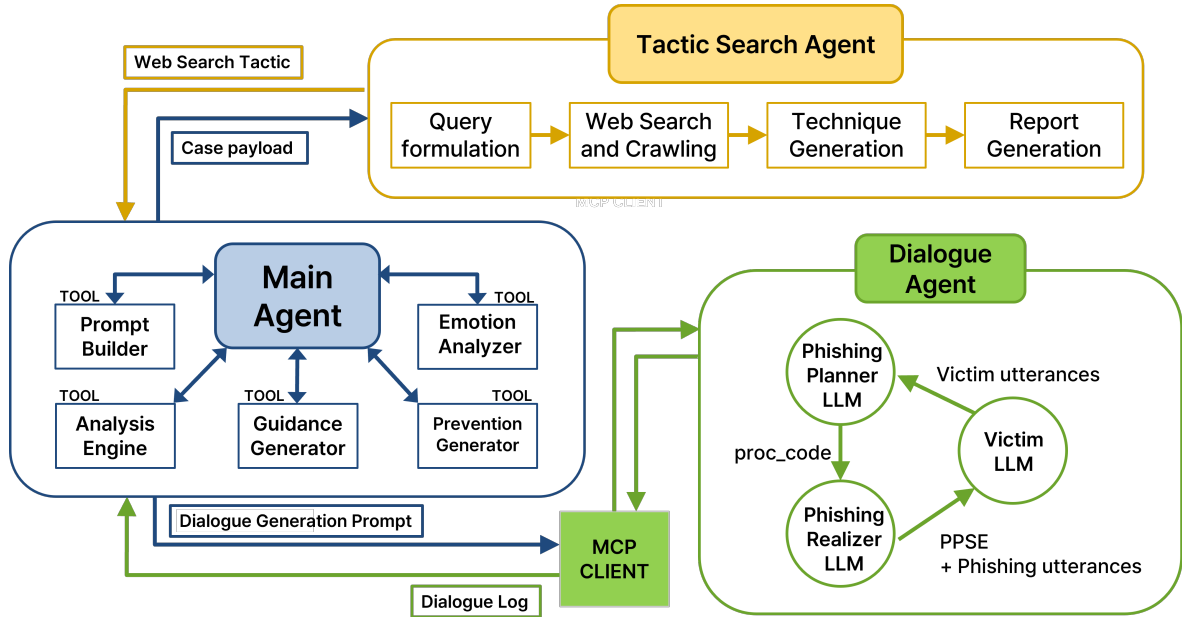 Tactic Search Agent
Web Search Tactic
Case payload
Query
formulation
Web Search
and Crawling
Technique
Generation
Report
Generation
MCP CLIENT
Main
Agent
TOOL
Prompt
Builder
TOOL
Emotion
Analyzer
TOOL
Analysis
Engine
TOOL
Guidance
Generator
TOOL
Prevention
Generator
Dialogue Generation Prompt
MCP
CLIENT
Dialogue Log
Dialogue
Agent
Phishing
Planner
LLM
Victim utterances
Victim
LLM
proc_code
Phishing
Realizer
LLM
PPSE
+ Phishing utterances